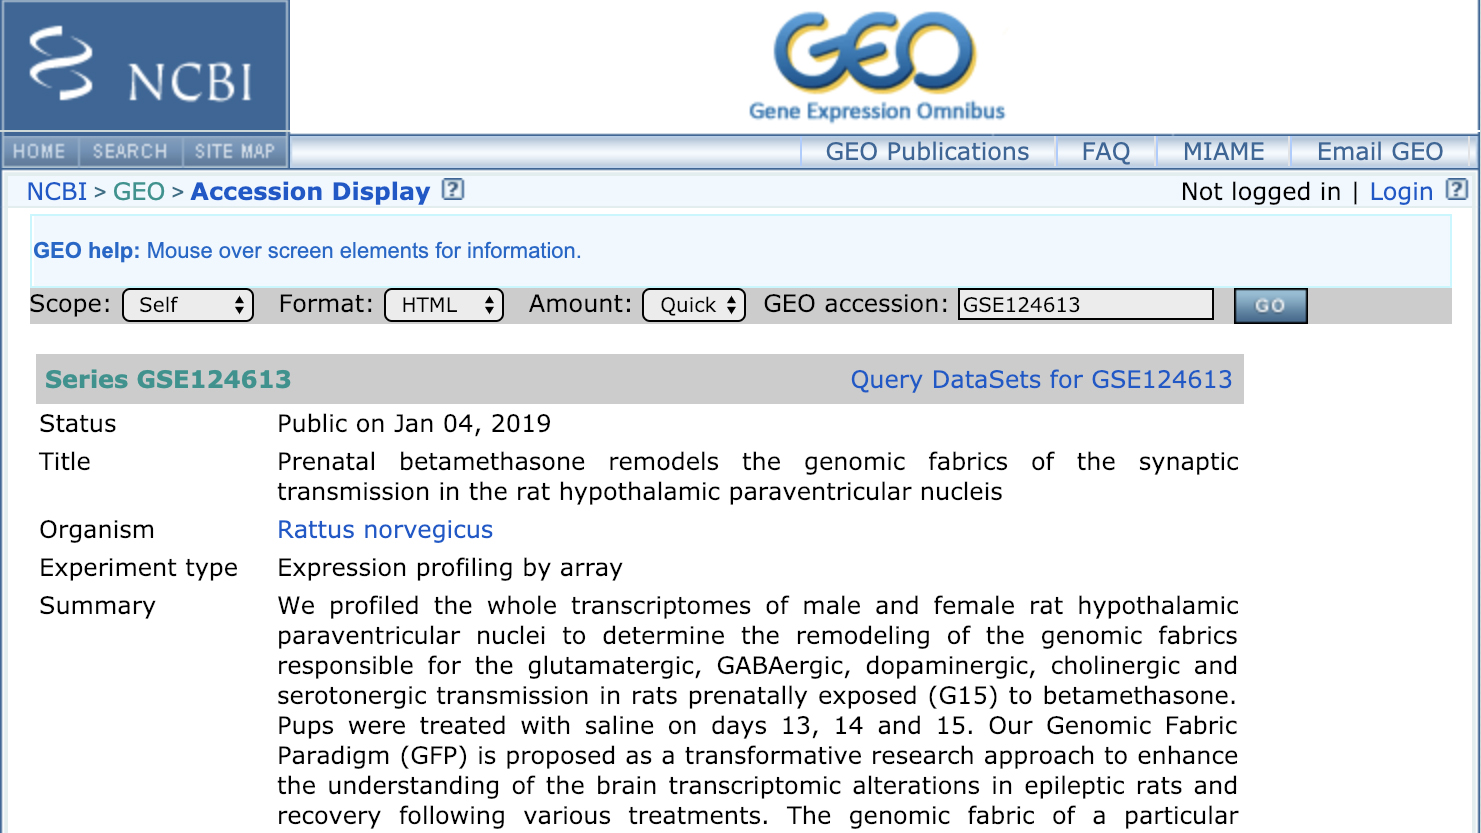 NCBI
GEO
Gene Expression Omnibus
HOME SEARCH SITE MAP GEO Publications FAQ MIAME Email GEO
NCBI > GEO > Accession Display ? Not logged in | Login ?
GEO help: Mouse over screen elements for information.
Scope: Self Format: HTML Amount: Quick GEO accession: GSE124613 GO
Series GSE124613 Query DataSets for GSE124613
Status Public on Jan 04, 2019
Title Prenatal betamethasone remodels the genomic fabrics of the synaptic
transmission in the rat hypothalamic paraventricular nucleis
Organism Rattus norvegicus
Experiment type Expression profiling by array
Summary We profiled the whole transcriptomes of male and female rat hypothalamic
paraventricular nuclei to determine the remodeling of the genomic fabrics
responsible for the glutamatergic, GABAergic, dopaminergic, cholinergic and
serotonergic transmission in rats prenatally exposed (G15) to betamethasone.
Pups were treated with saline on days 13, 14 and 15. Our Genomic Fabric
Paradigm (GFP) is proposed as a transformative research approach to enhance
the understanding of the brain transcriptomic alterations in epileptic rats and
recovery following various treatments. The genomic fabric of a particular